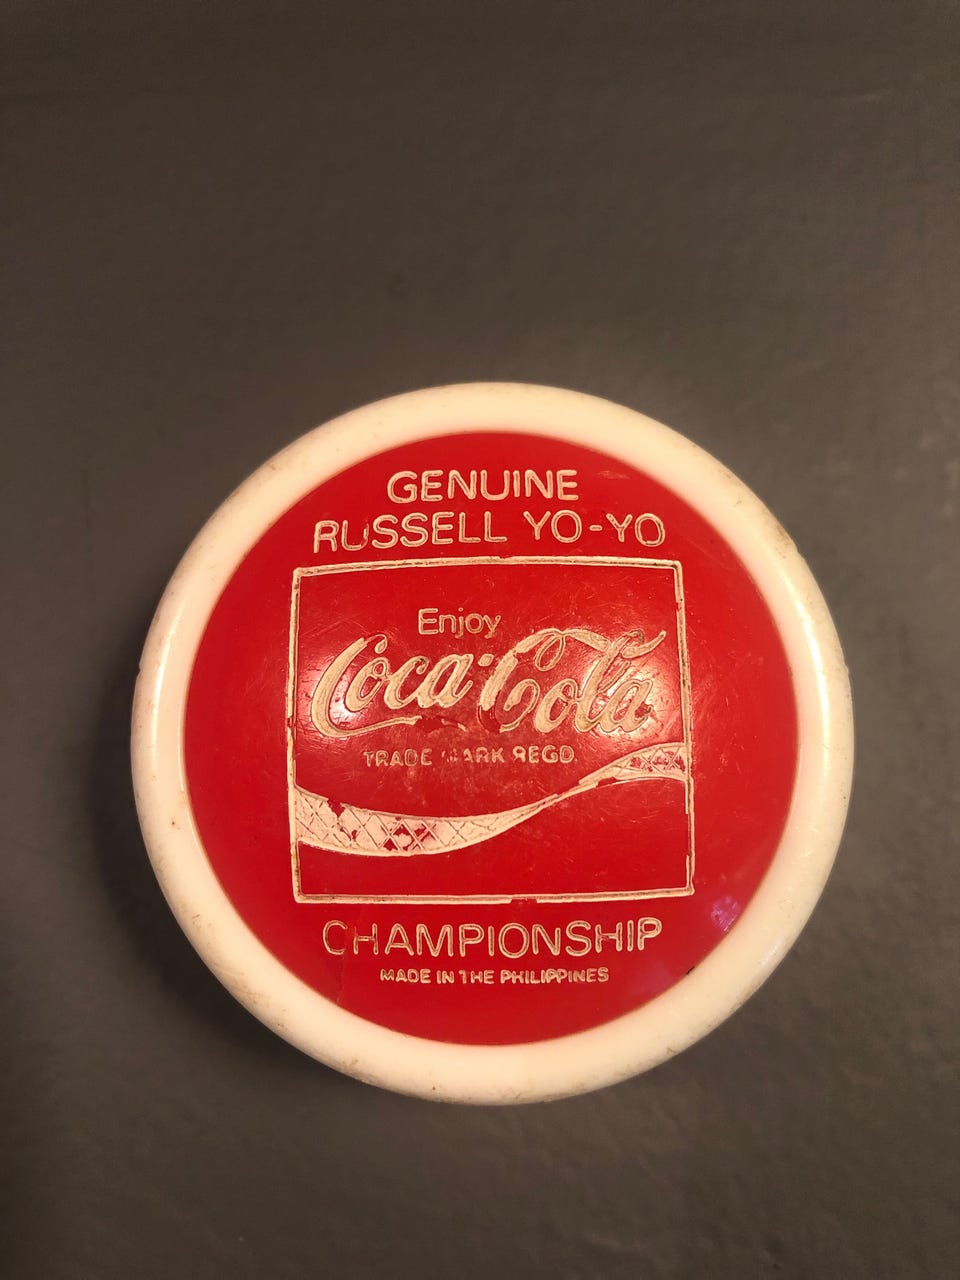 GENUINE
RUSSELL YO-YO
Enjoy
Coca-Cola
TRADE MARK REGD.
CHAMPIONSHIP
MADE IN THE PHILIPPINES